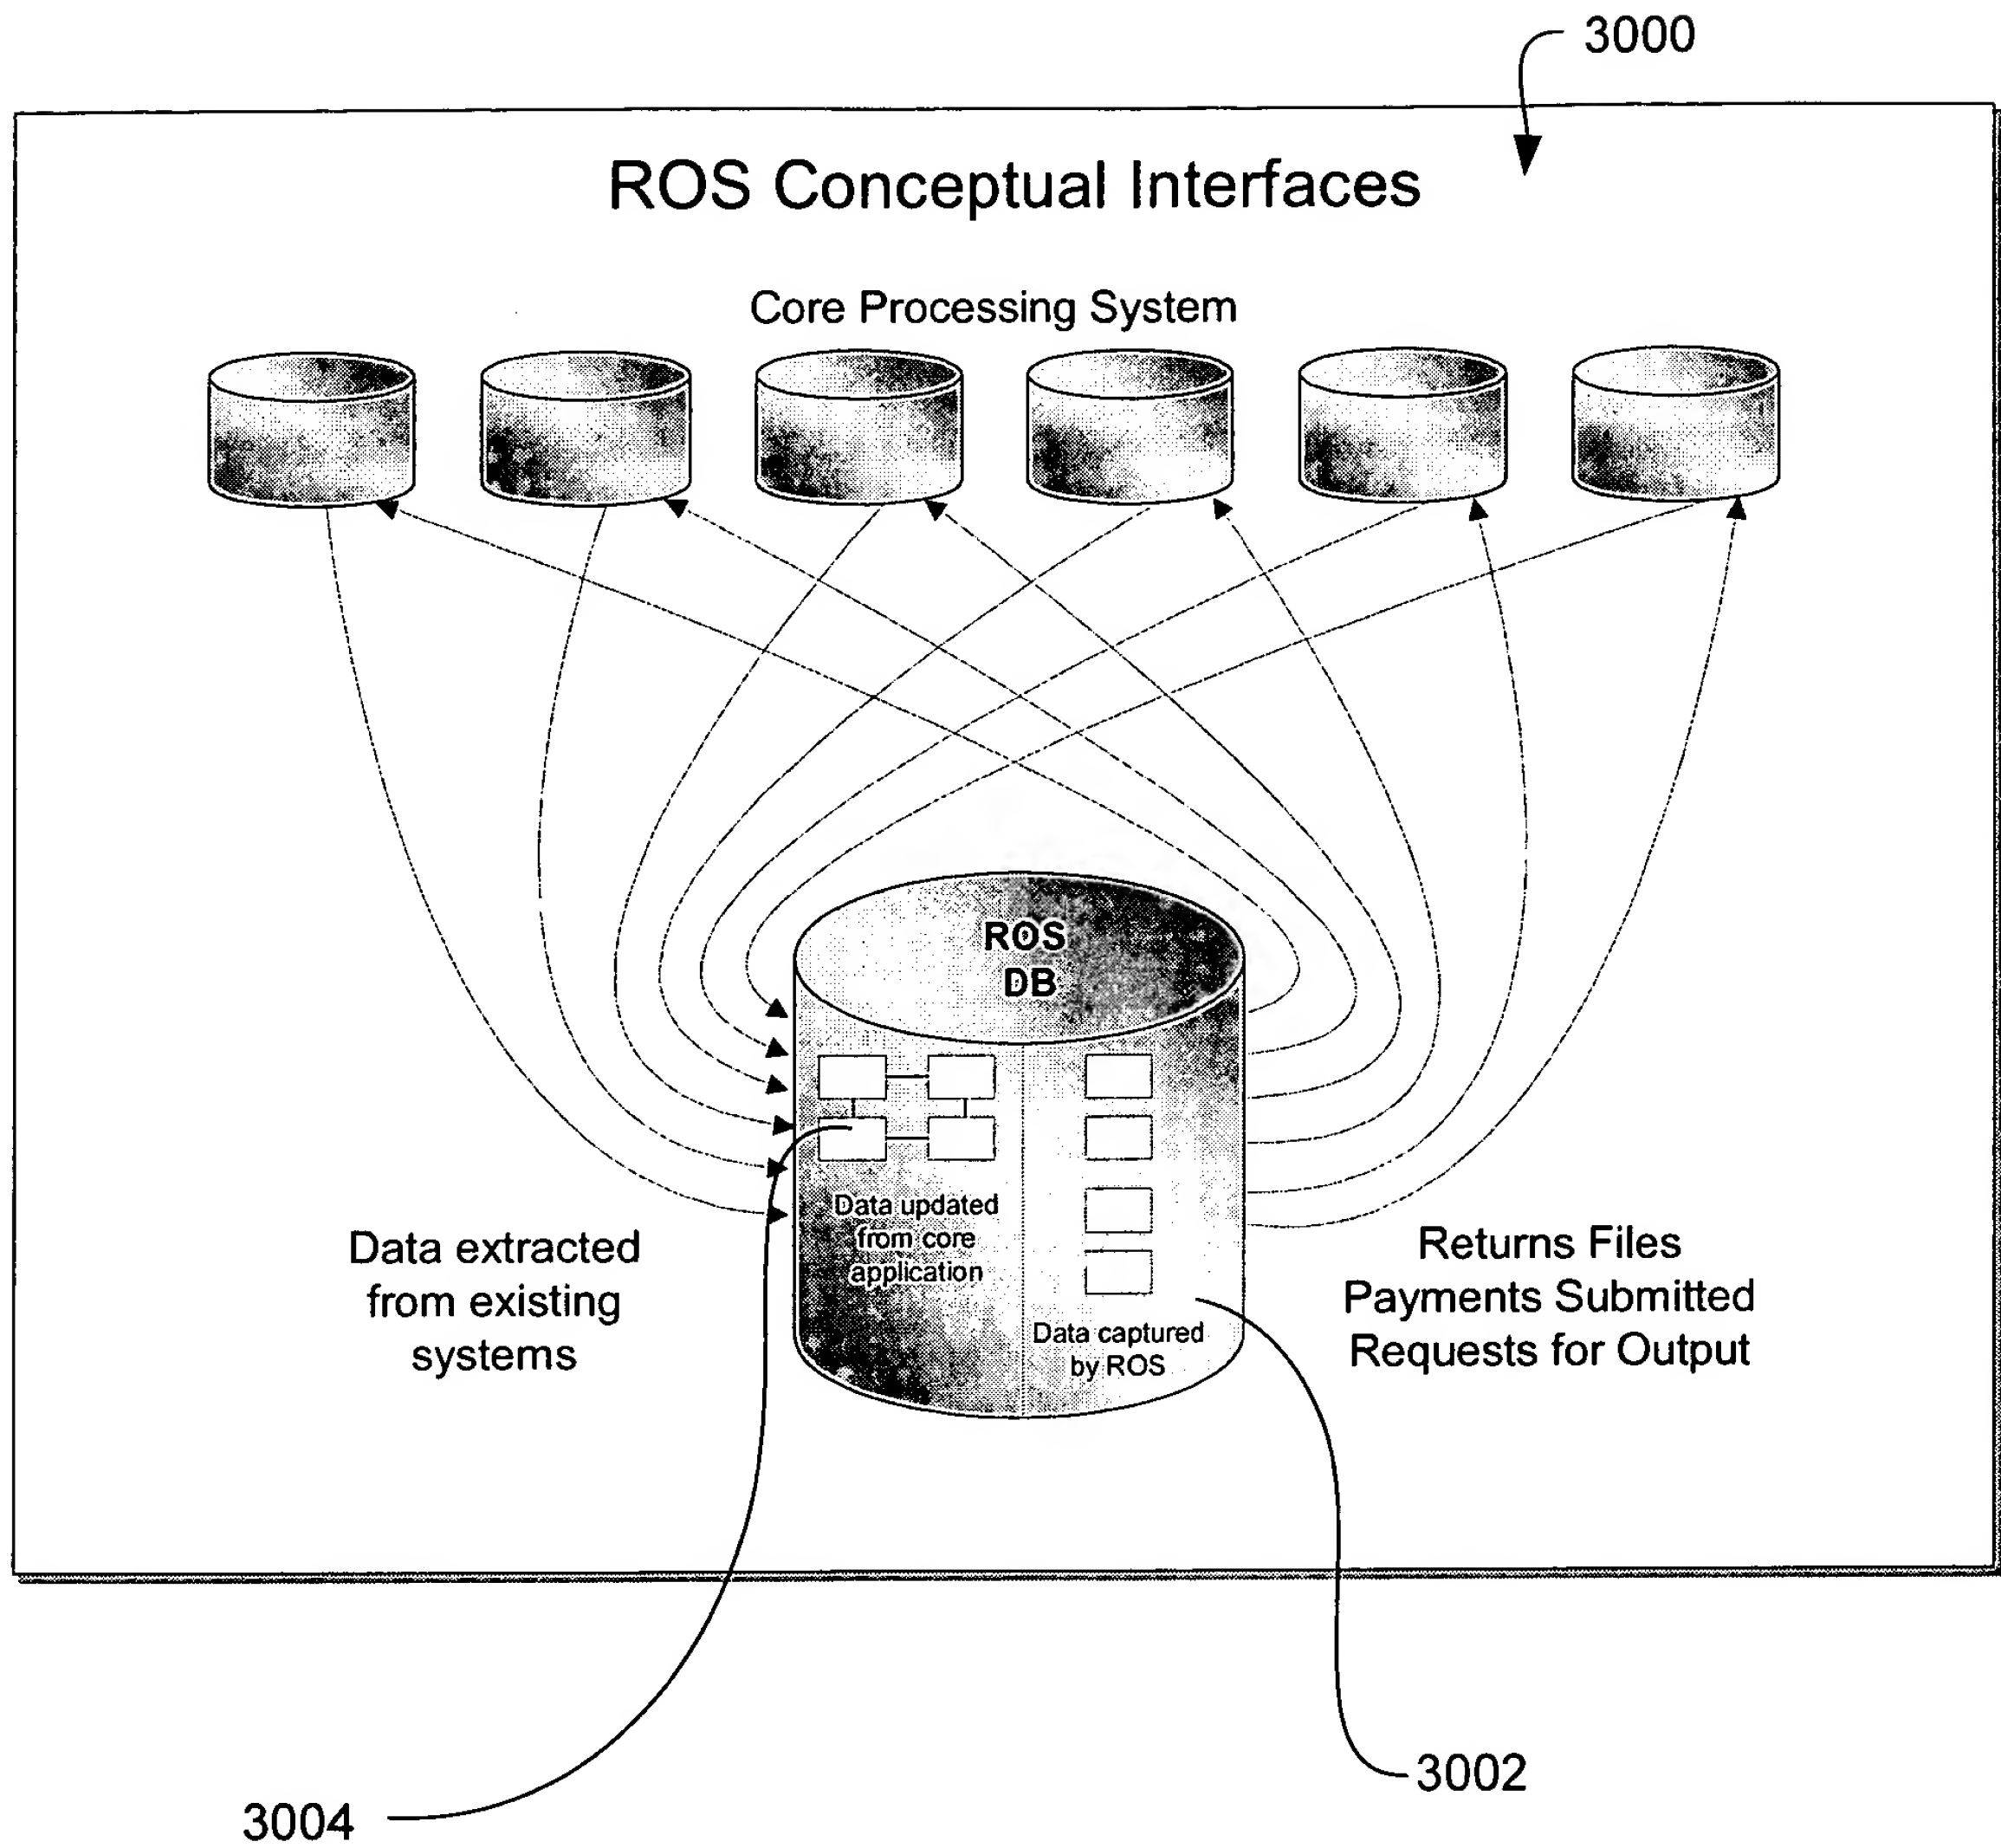 3000
ROS Conceptual Interfaces
Core Processing System
ROS
DB
Data updated
from core
application
Data captured
by ROS
Data extracted
from existing
systems
Returns Files
Payments Submitted
Requests for Output
3002
3004